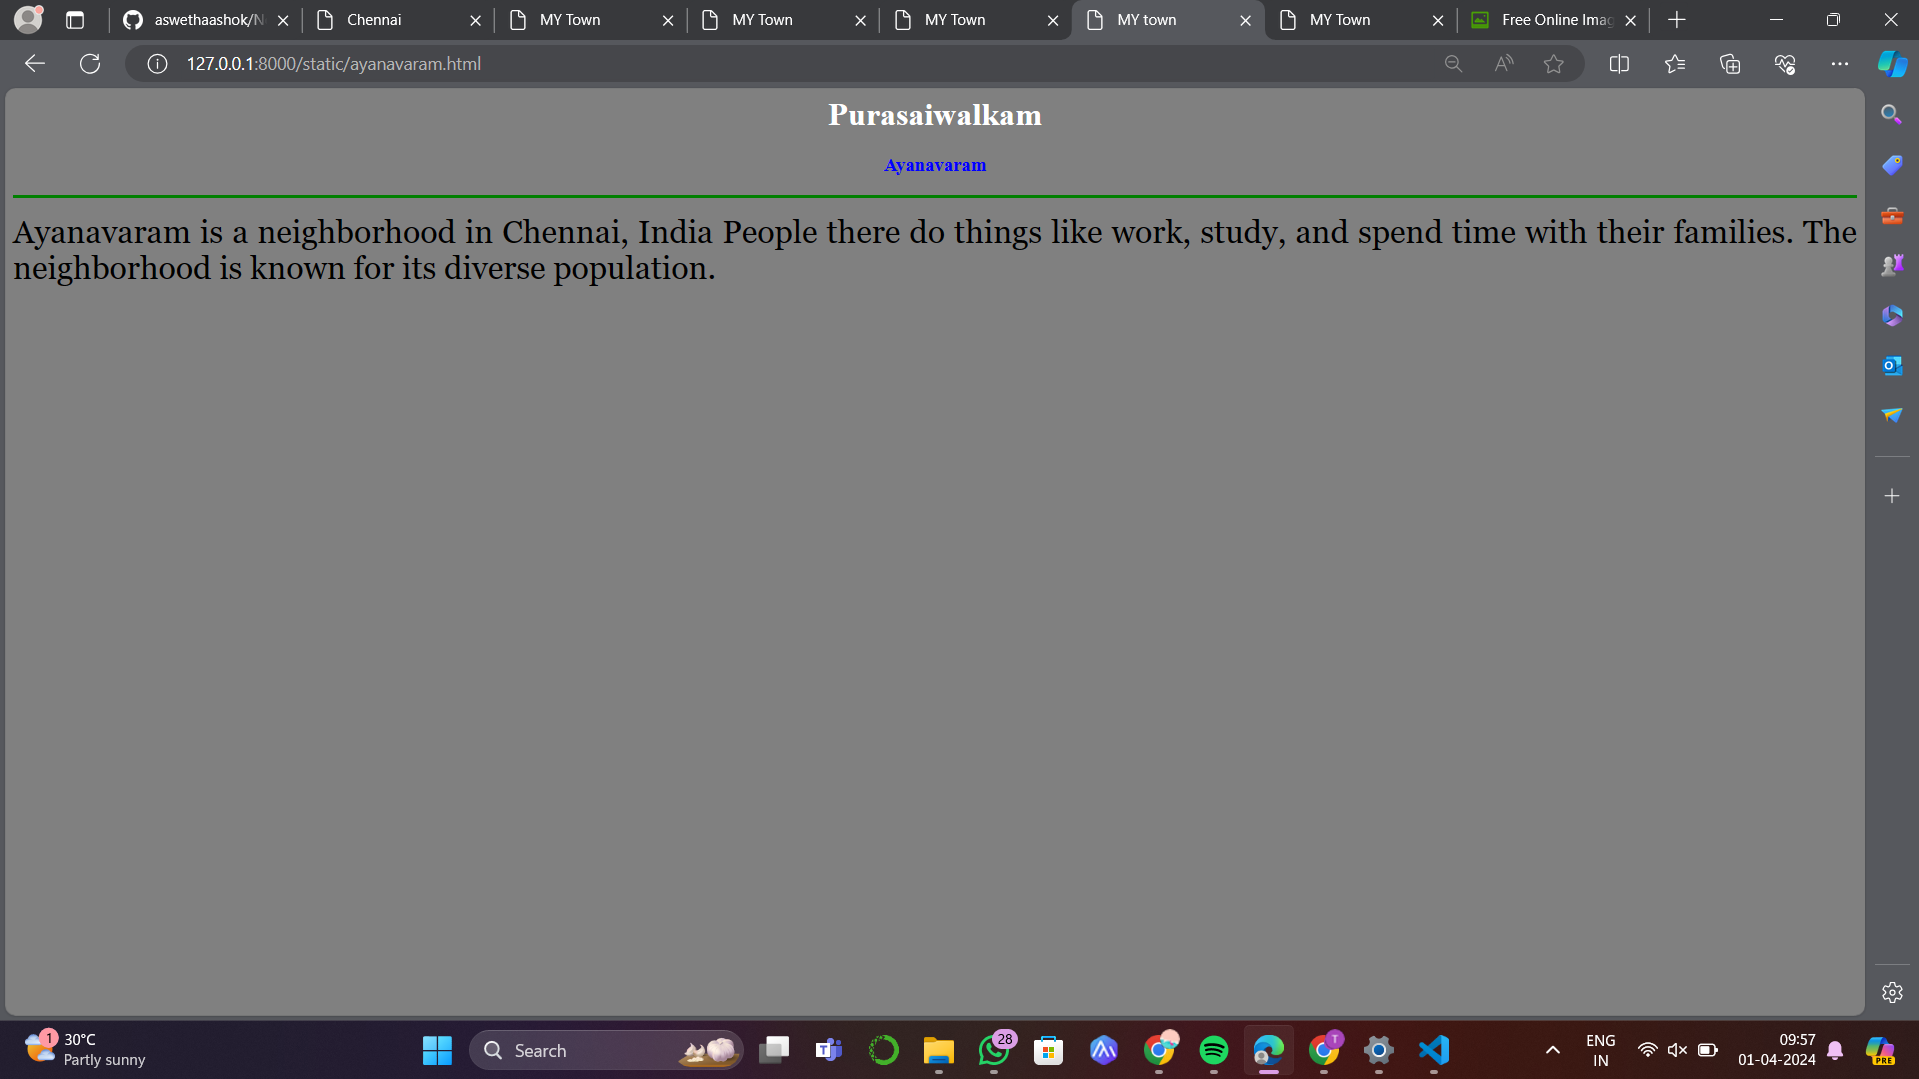 aswethaashok/N
Chennai
MY Town
MY Town
MY Town
MY town
MY Town
Free Online Imag
127.0.0.1:8000/static/ayanavaram.html
Purasaiwalkam
Ayanavaram
Ayanavaram is a neighborhood in Chennai, India People there do things like work, study, and spend time with their families. The
neighborhood is known for its diverse population.
1
30°C
Partly sunny
Search
28
T
ENG
IN
09:57
01-04-2024
PRE